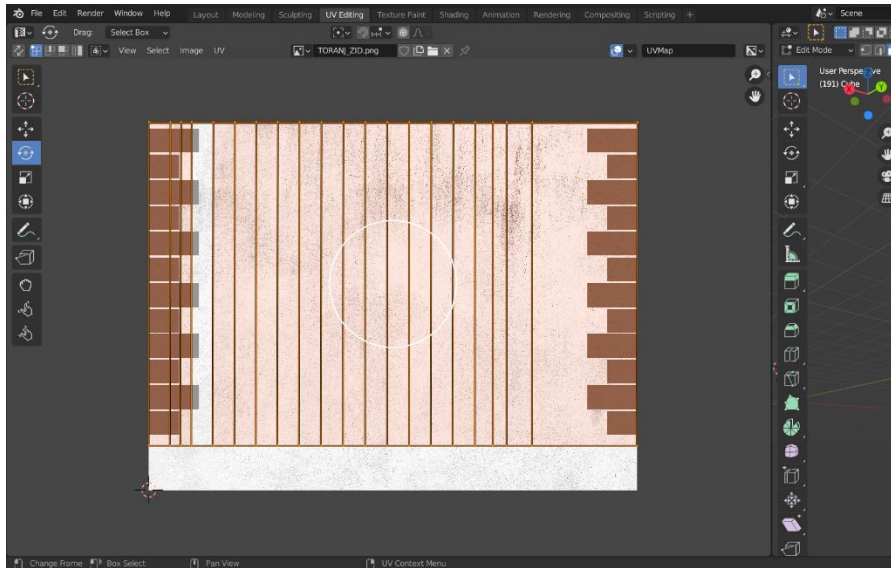 File Edit Render Window Help Layout Modeling Sculpting UV Editing Texture Paint Shading Animation Rendering Compositing Scripting + Scene
Drag: Select Box
View Select Image UV TORANJ_ZID.png UVMap Edit Mode
User Perspective
(191) Cube
X Y
Change Frame Box Select Pan View UV Context Menu